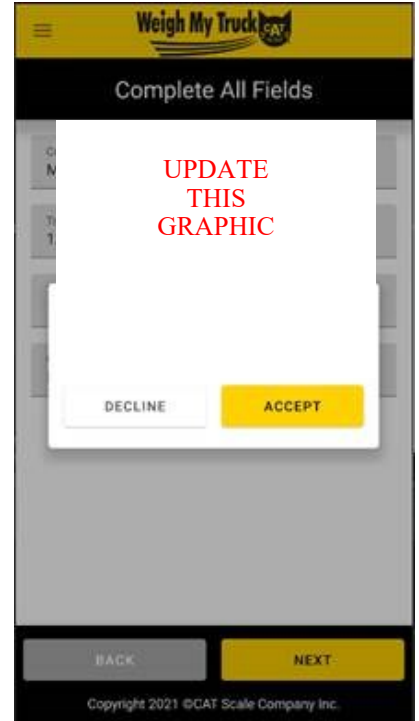 Weigh My Truck CAT
Complete All Fields
UPDATE
THIS
GRAPHIC
DECLINE
ACCEPT
BACK
NEXT
Copyright 2021 ©CAT Scale Company Inc.